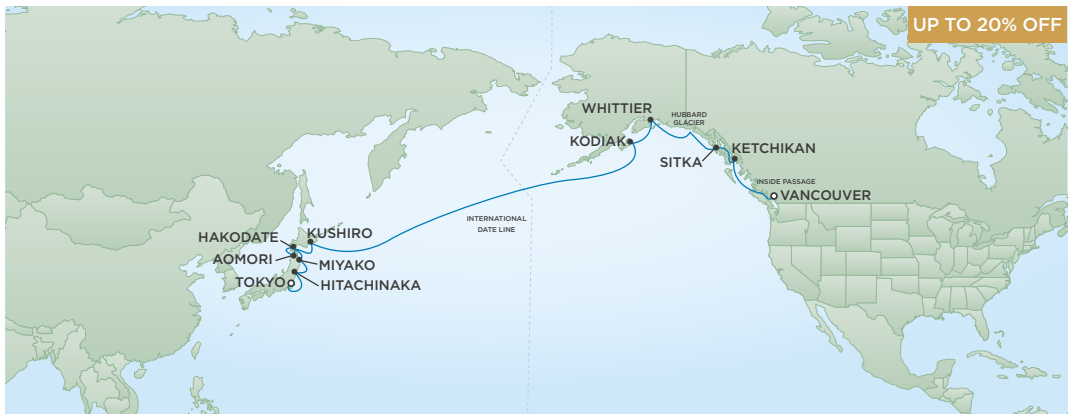 UP TO 20% OFF
WHITTIER
HUBBARD
GLACIER
KODIAK
SITKA
KETCHIKAN
INSIDE PASSAGE
VANCOUVER
INTERNATIONAL
DATE LINE
HAKODATE
KUSHIRO
AOMORI
MIYAKO
TOKYO
HITACHINAKA